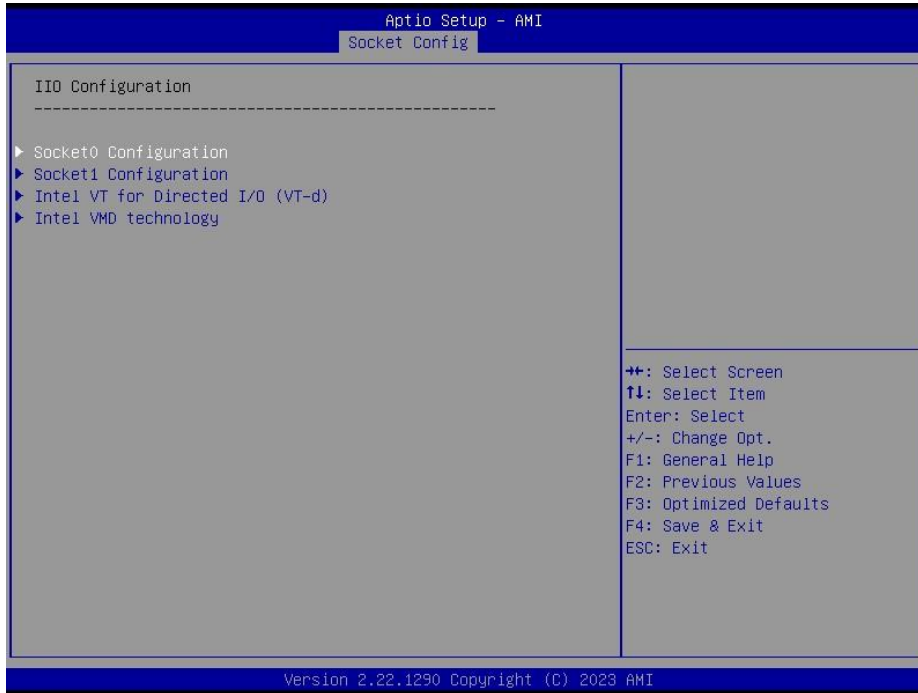 Aptio Setup - AMI
Socket Config
IIO Configuration
--------------------------------------------------
Socket0 Configuration
Socket1 Configuration
Intel VT for Directed I/O (VT-d)
Intel VMD technology
→←: Select Screen
↑↓: Select Item
Enter: Select
+/-: Change Opt.
F1: General Help
F2: Previous Values
F3: Optimized Defaults
F4: Save & Exit
ESC: Exit
Version 2.22.1290 Copyright (C) 2023 AMI